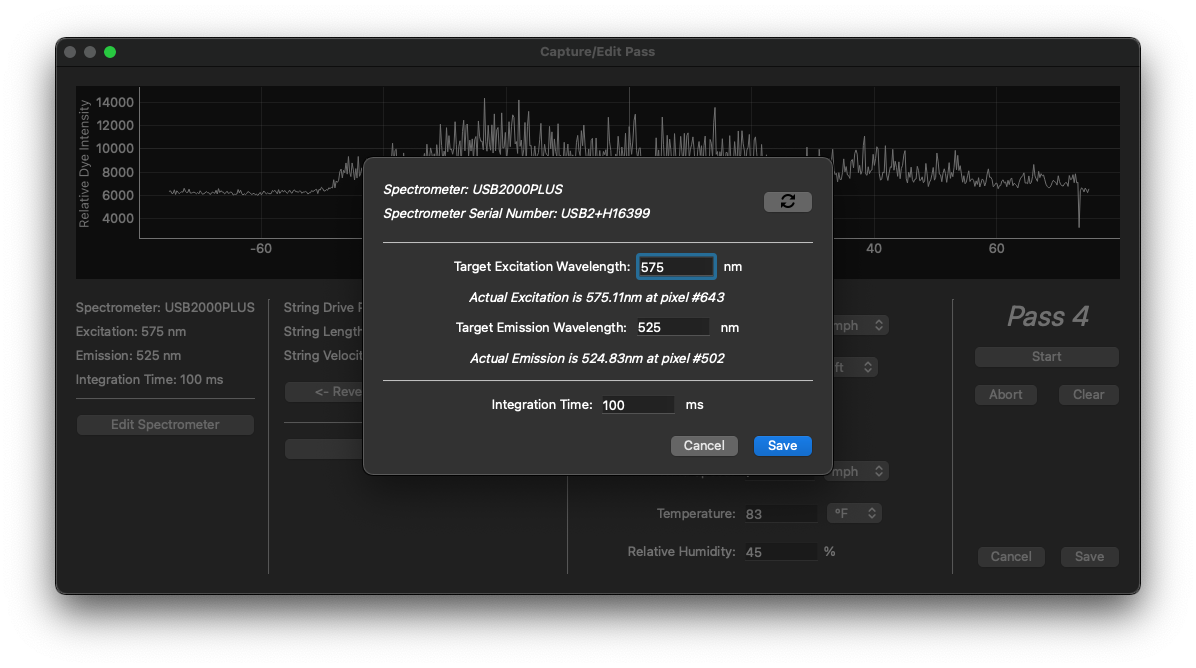 Capture/Edit Pass
Relative Dye Intensity
14000
12000
10000
8000
6000
4000
-60
40
60
Spectrometer: USB2000PLUS
Spectrometer Serial Number: USB2+H16399
Target Excitation Wavelength: 575 nm
Actual Excitation is 575.11nm at pixel #643
Target Emission Wavelength: 525 nm
Actual Emission is 524.83nm at pixel #502
Integration Time: 100 ms
Cancel Save
Spectrometer: USB2000PLUS
Excitation: 575 nm
Emission: 525 nm
Integration Time: 100 ms
Edit Spectrometer
String Drive
String Length
<- Reve
mph
ft
mph
Temperature: 83 °F
Relative Humidity: 45 %
Pass 4
Start
Abort Clear
Cancel Save